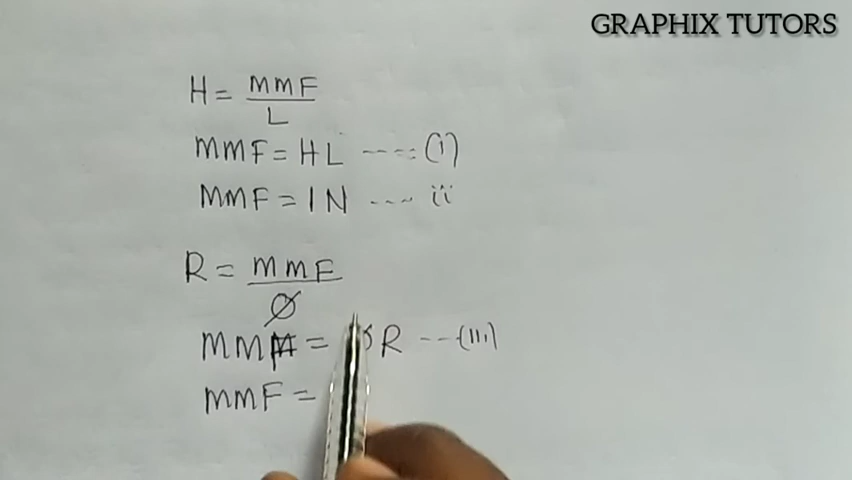 GRAPHIX TUTORS
H = MMF
L
MMF = HL ---- (i)
MMF = IN ---- ii
R = MMF
Ø
MMF = R --- (iii)
MMF =